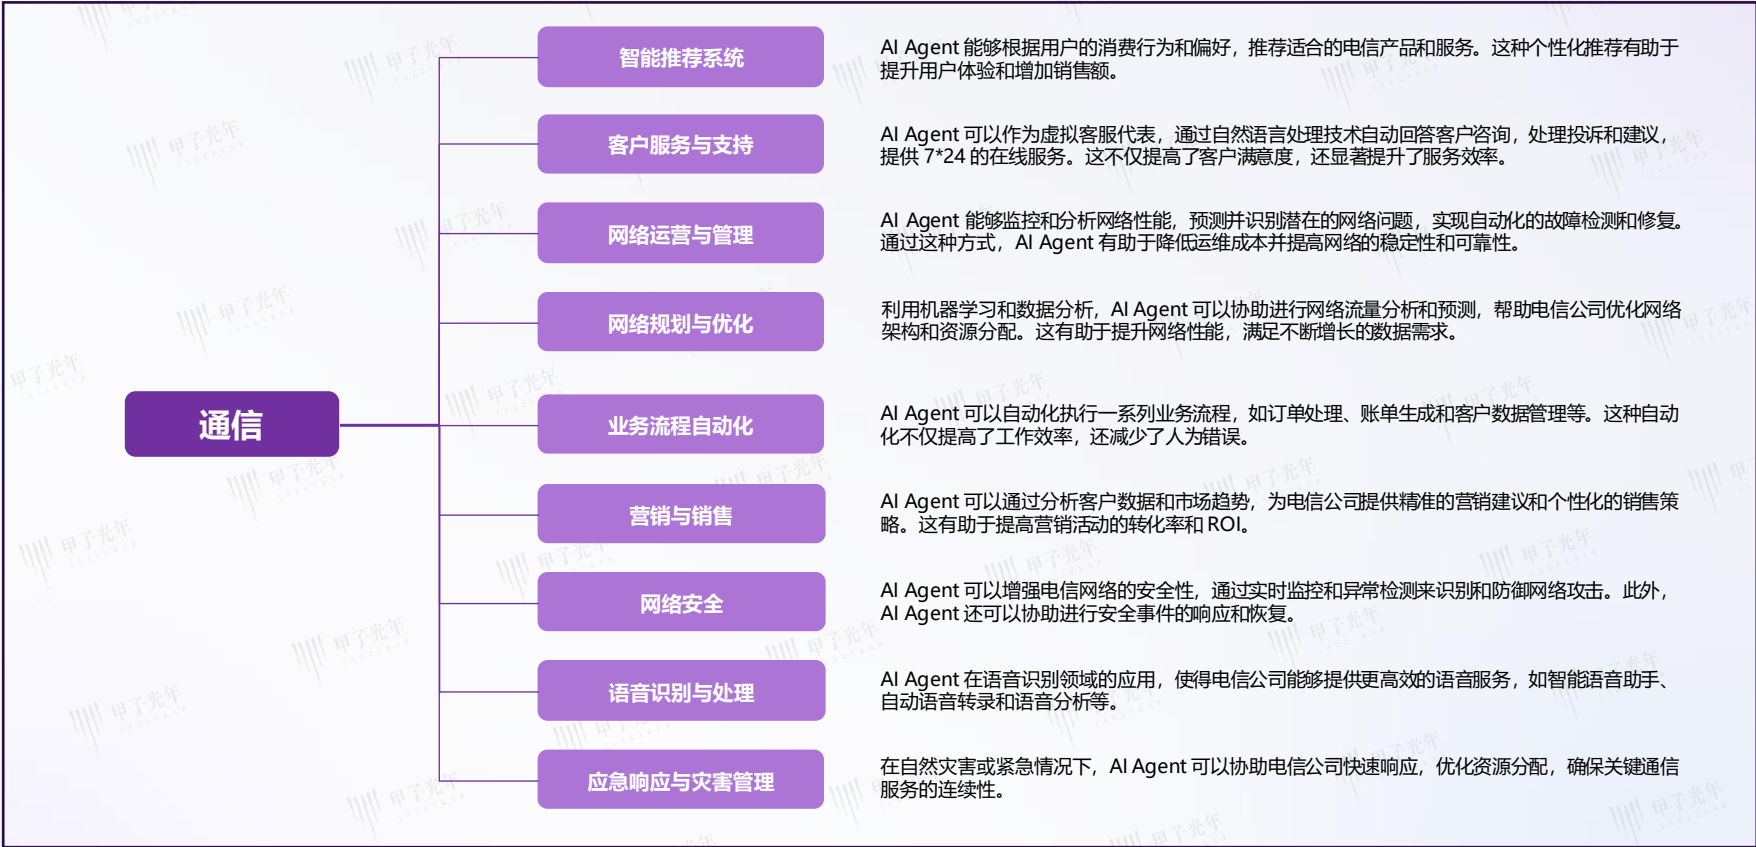 通信
智能推荐系统
AI Agent 能够根据用户的消费行为和偏好，推荐适合的电信产品和服务。这种个性化推荐有助于
提升用户体验和增加销售额。
客户服务与支持
AI Agent 可以作为虚拟客服代表，通过自然语言处理技术自动回答客户咨询，处理投诉和建议，
提供 7*24 的在线服务。这不仅提高了客户满意度，还显著提升了服务效率。
网络运营与管理
AI Agent 能够监控和分析网络性能，预测并识别潜在的网络问题，实现自动化的故障检测和修复。
通过这种方式，AI Agent 有助于降低运维成本并提高网络的稳定性和可靠性。
网络规划与优化
利用机器学习和数据分析，AI Agent 可以协助进行网络流量分析和预测，帮助电信公司优化网络
架构和资源分配。这有助于提升网络性能，满足不断增长的数据需求。
业务流程自动化
AI Agent 可以自动化执行一系列业务流程，如订单处理、账单生成和客户数据管理等。这种自动
化不仅提高了工作效率，还减少了人为错误。
营销与销售
AI Agent 可以通过分析客户数据和市场趋势，为电信公司提供精准的营销建议和个性化的销售策
略。这有助于提高营销活动的转化率和 ROI。
网络安全
AI Agent 可以增强电信网络的安全性，通过实时监控和异常检测来识别和防御网络攻击。此外，
AI Agent 还可以协助进行安全事件的响应和恢复。
语音识别与处理
AI Agent 在语音识别领域的应用，使得电信公司能够提供更高效的语音服务，如智能语音助手、
自动语音转录和语音分析等。
应急响应与灾害管理
在自然灾害或紧急情况下，AI Agent 可以协助电信公司快速响应，优化资源分配，确保关键通信
服务的连续性。
甲子光年